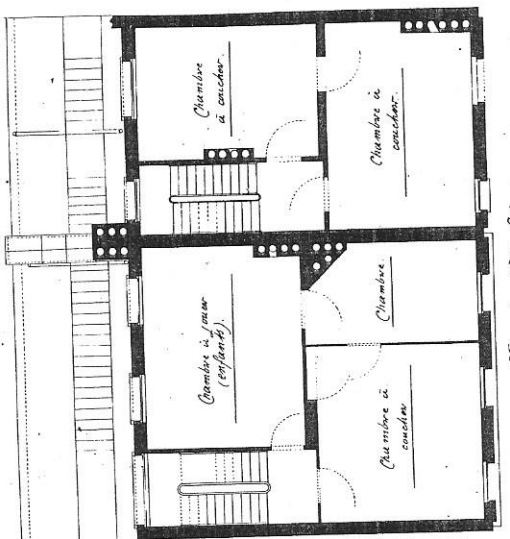 Chambre
à coucher
Chambre à
coucher.
Chambre à jouer
(enfants).
Chambre.
Chambre à
coucher